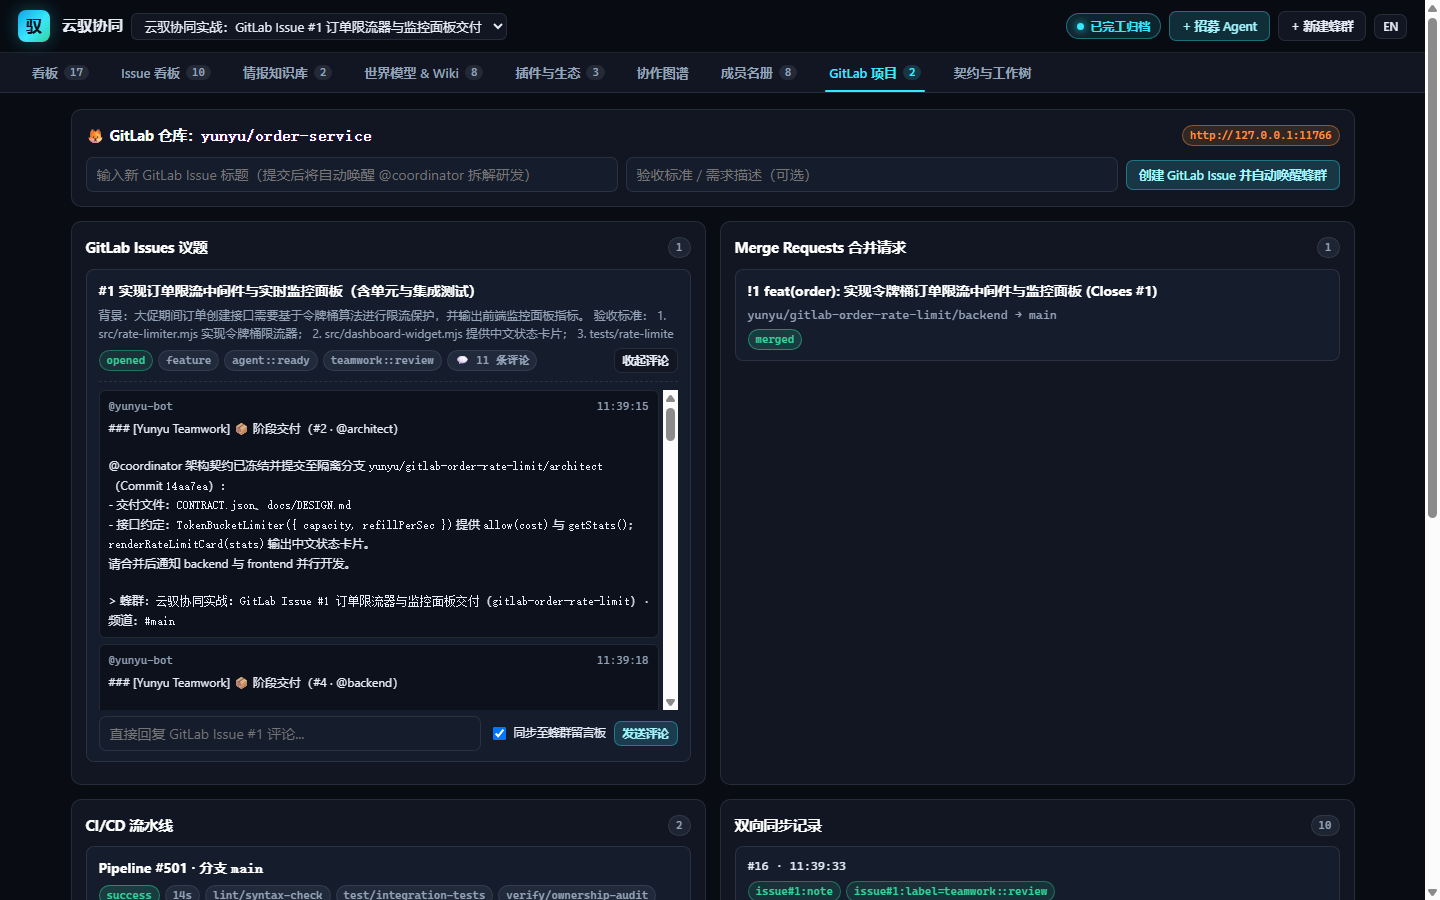 驭 云驭协同 云驭协同实战：GitLab Issue #1 订单限流器与监控面板交付 已完工归档 + 招募 Agent + 新建蜂群 EN
看板 17 Issue 看板 10 情报知识库 2 世界模型 & Wiki 8 插件与生态 3 协作图谱 成员名册 8 GitLab 项目 2 契约与工作树
GitLab 仓库：yunyu/order-service http://127.0.0.1:11766
输入新 GitLab Issue 标题（提交后将自动唤醒 @coordinator 拆解研发） 验收标准 / 需求描述（可选） 创建 GitLab Issue 并自动唤醒蜂群
GitLab Issues 议题 1
#1 实现订单限流中间件与实时监控面板（含单元与集成测试）
背景：大促期间订单创建接口需要基于令牌桶算法进行限流保护，并输出前端监控面板指标。 验收标准： 1.
src/rate-limiter.mjs 实现令牌桶限流器； 2. src/dashboard-widget.mjs 提供中文状态卡片； 3. tests/rate-limite
opened feature agent::ready teamwork::review 11 条评论 收起评论
@yunyu-bot 11:39:15
### [Yunyu Teamwork] 📦 阶段交付（#2 · @architect）
@coordinator 架构契约已冻结并提交至隔离分支 yunyu/gitlab-order-rate-limit/architect
（Commit 14aa7ea）：
- 交付文件：CONTRACT.json、docs/DESIGN.md
- 接口约定：TokenBucketLimiter({ capacity, refillPerSec }) 提供 allow(cost) 与 getStats()；
renderRateLimitCard(stats) 输出中文状态卡片。
请合并后通知 backend 与 frontend 并行开发。
> 蜂群：云驭协同实战：GitLab Issue #1 订单限流器与监控面板交付（gitlab-order-rate-limit）·
频道：#main
@yunyu-bot 11:39:18
### [Yunyu Teamwork] 📦 阶段交付（#4 · @backend）
直接回复 GitLab Issue #1 评论... 同步至蜂群留言板 发送评论
Merge Requests 合并请求 1
!1 feat(order): 实现令牌桶订单限流中间件与监控面板 (Closes #1)
yunyu/gitlab-order-rate-limit/backend → main
merged
CI/CD 流水线 2
Pipeline #501 · 分支 main
success 14s lint/syntax-check test/integration-tests verify/ownership-audit
双向同步记录 10
#16 · 11:39:33
issue#1:note issue#1:label=teamwork::review